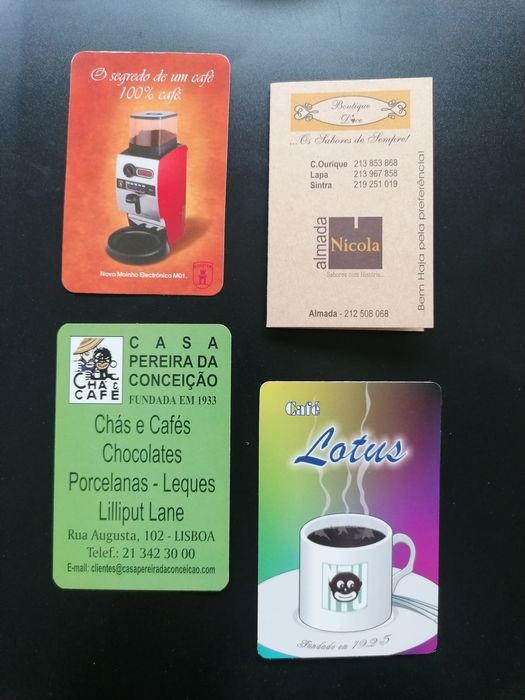 O segredo de um café
100% café.
Novo Moinho Electrónico M01.
Boutique
Doce
...Os Sabores de Sempre!
C.Ourique 213 853 868
Lapa 213 967 858
Sintra 219 251 019
almada
Nicola
Sabores com História...
Almada - 212 508 068
Bem Haja pela preferência!
CHÁ &
CAFÉ
CASA
PEREIRA DA
CONCEIÇÃO
FUNDADA EM 1933
Chás e Cafés
Chocolates
Porcelanas - Leques
Lilliput Lane
Rua Augusta, 102 - LISBOA
Telef.: 21 342 30 00
E-mail: clientes@casapereiradaconceicao.com
Café
Lotus
Fundado em 1925